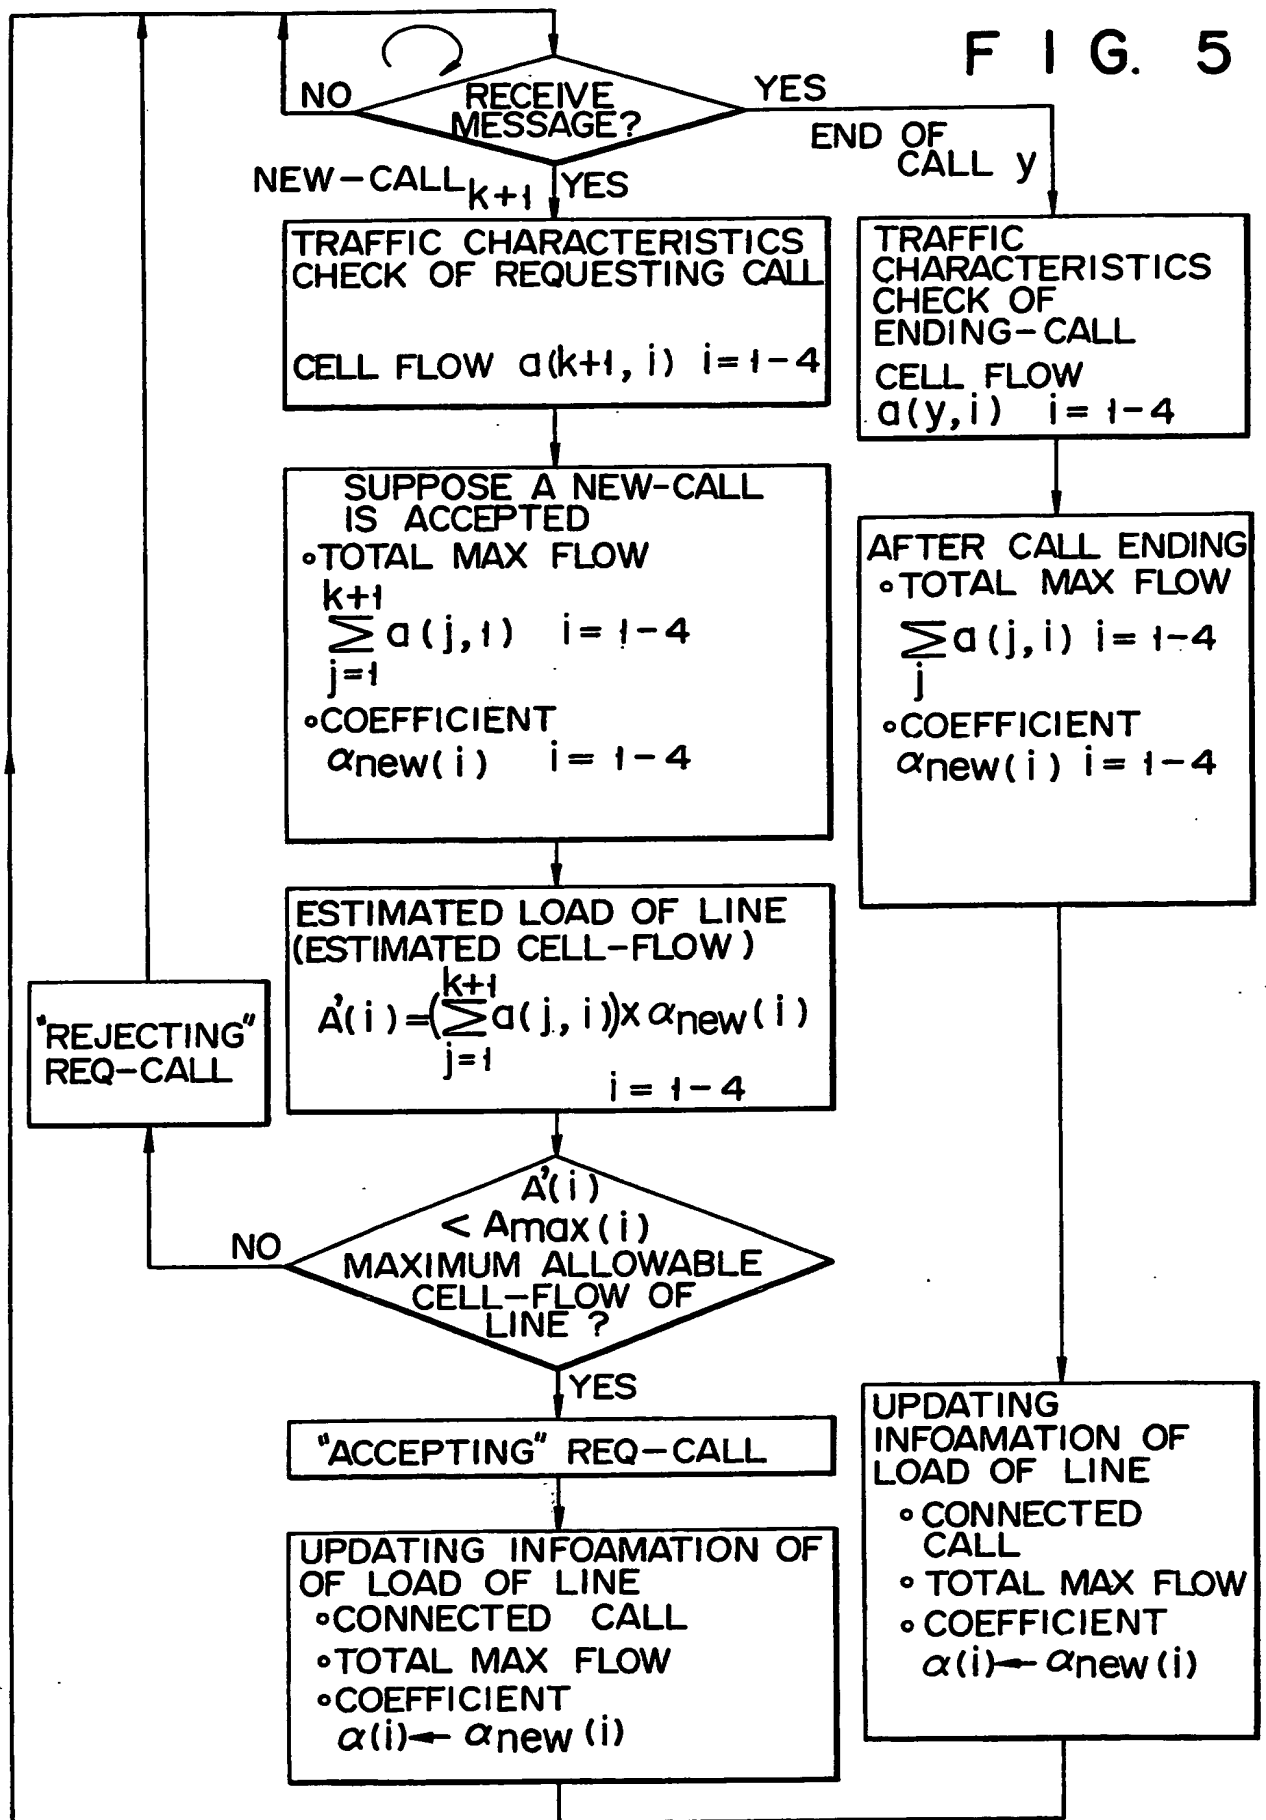 FIG. 5
RECEIVE
MESSAGE?
NO
YES
END OF
CALL y
NEW-CALL k+1
YES
TRAFFIC CHARACTERISTICS
CHECK OF REQUESTING CALL
CELL FLOW a(k+1, i) i=1-4
SUPPOSE A NEW-CALL
IS ACCEPTED
∘TOTAL MAX FLOW
k+1
∑ a(j,1) i=1-4
j=1
∘COEFFICIENT
αnew(i) i=1-4
ESTIMATED LOAD OF LINE
(ESTIMATED CELL-FLOW)
k+1
A'(i)=(∑a(j,i))xαnew(i)
j=1
i=1-4
A'(i)
< Amax(i)
MAXIMUM ALLOWABLE
CELL-FLOW OF
LINE ?
NO
"REJECTING"
REQ-CALL
YES
"ACCEPTING" REQ-CALL
UPDATING INFOAMATION OF
OF LOAD OF LINE
∘CONNECTED CALL
∘TOTAL MAX FLOW
∘COEFFICIENT
α(i)← αnew(i)
TRAFFIC
CHARACTERISTICS
CHECK OF
ENDING-CALL
CELL FLOW
a(y,i) i=1-4
AFTER CALL ENDING
∘TOTAL MAX FLOW
∑a(j,i) i=1-4
j
∘COEFFICIENT
αnew(i) i=1-4
UPDATING
INFOAMATION OF
LOAD OF LINE
∘CONNECTED
CALL
∘TOTAL MAX FLOW
∘COEFFICIENT
α(i)← αnew(i)